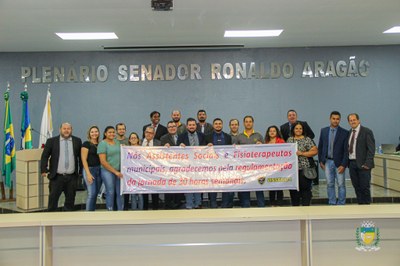 PLENÁRIO SENADOR RONALDO ARAGÃO
Nós Assistentes Sociais e Fisioterapeutas
municipais, agradecemos pela regulamentação
da jornada de 30 horas semanais.